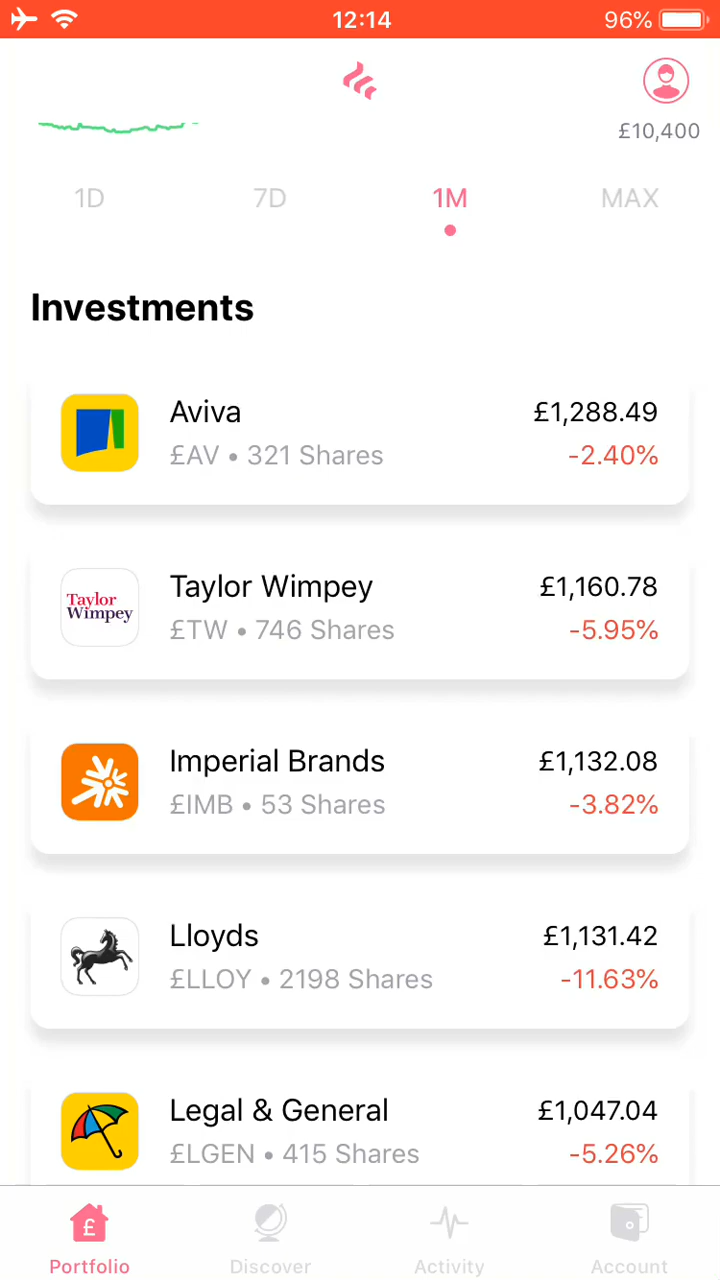 12:14
96%
£10,400
1D 7D 1M MAX
Investments
Aviva £1,288.49
£AV • 321 Shares -2.40%
Taylor
Wimpey
Taylor Wimpey £1,160.78
£TW • 746 Shares -5.95%
Imperial Brands £1,132.08
£IMB • 53 Shares -3.82%
Lloyds £1,131.42
£LLOY • 2198 Shares -11.63%
Legal & General £1,047.04
£LGEN • 415 Shares -5.26%
£
Portfolio Discover Activity Account